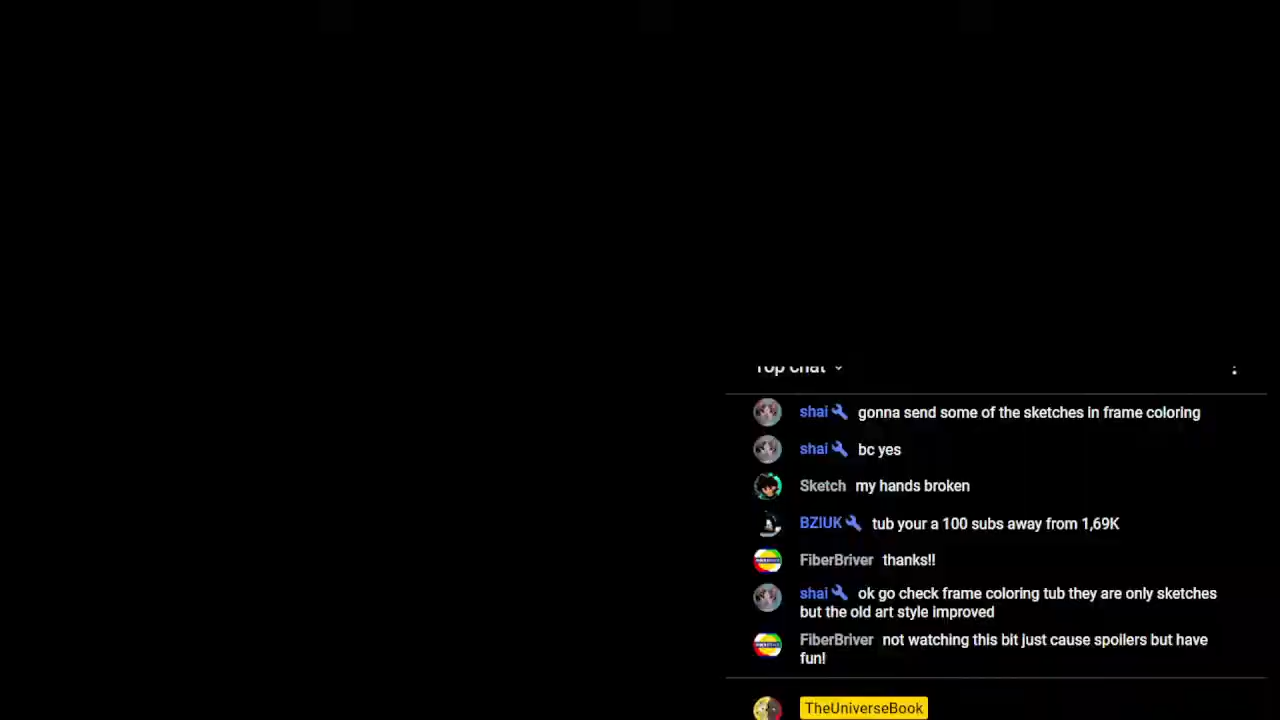 Top chat
shai gonna send some of the sketches in frame coloring
shai bc yes
Sketch my hands broken
BZIUK tub your a 100 subs away from 1,69K
FiberBriver thanks!!
shai ok go check frame coloring tub they are only sketches
but the old art style improved
FiberBriver not watching this bit just cause spoilers but have
fun!
TheUniverseBook